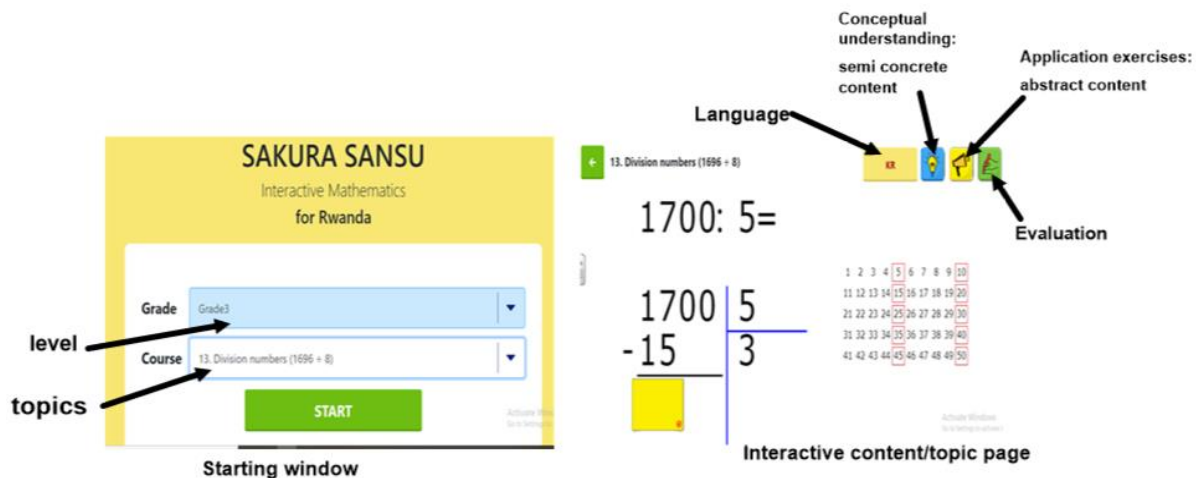 Conceptual
understanding:
semi concrete
content
Application exercises:
abstract content
Language
SAKURA SANSU
Interactive Mathematics
for Rwanda
Grade
Grade3
level
Course
13. Division numbers (1696 ÷ 8)
topics
START
Starting window
13. Division numbers (1696 ÷ 8)
KR
Evaluation
1700: 5=
1700 5
-15 3
1 2 3 4 5 6 7 8 9 10
11 12 13 14 15 16 17 18 19 20
21 22 23 24 25 26 27 28 29 30
31 32 33 34 35 36 37 38 39 40
41 42 43 44 45 46 47 48 49 50
Activate Windows
Interactive content/topic page